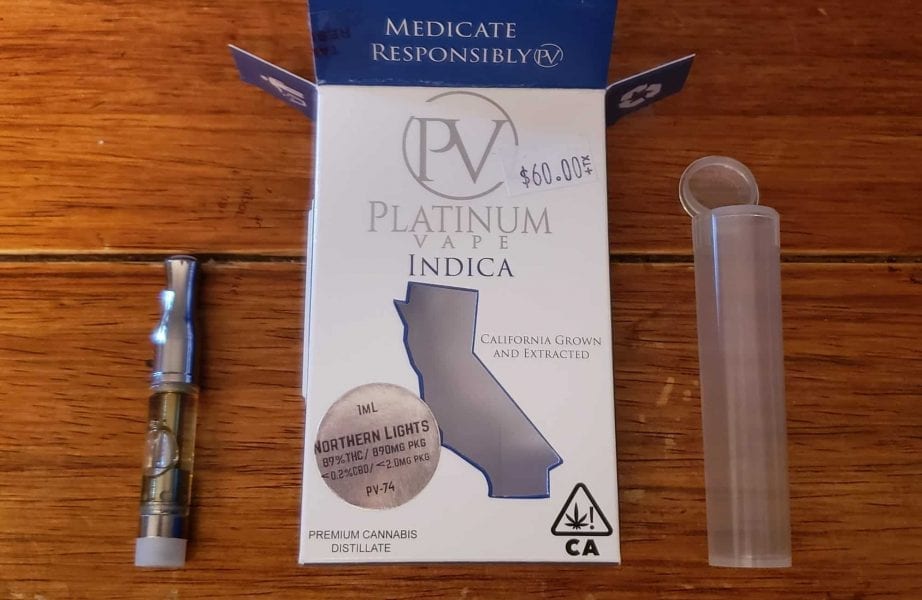 MEDICATE
RESPONSIBLY PV
PV
$60.00 +TX
PLATINUM
VAPE
INDICA
CALIFORNIA GROWN
AND EXTRACTED
1ML
NORTHERN LIGHTS
89%THC/ 890MG PKG
<0.2%CBD/ <2.0MG PKG
PV-74
PREMIUM CANNABIS
DISTILLATE
!
CA